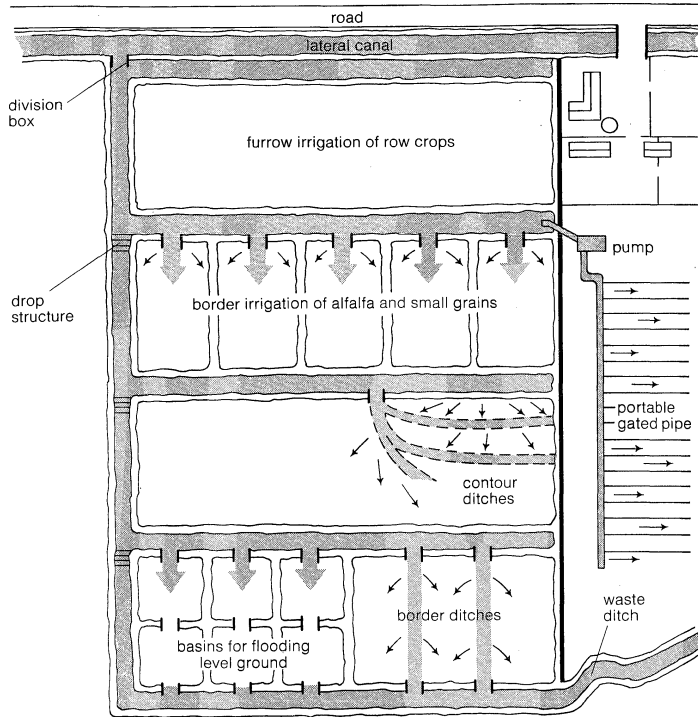 road
lateral canal
division
box
furrow irrigation of row crops
pump
drop
structure
border irrigation of alfalfa and small grains
portable
gated pipe
contour
ditches
waste
ditch
border ditches
basins for flooding
level ground